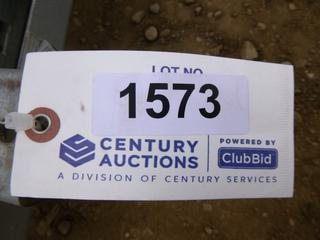 LOT NO
1573
CENTURY
AUCTIONS
POWERED BY
ClubBid
A DIVISION OF CENTURY SERVICES